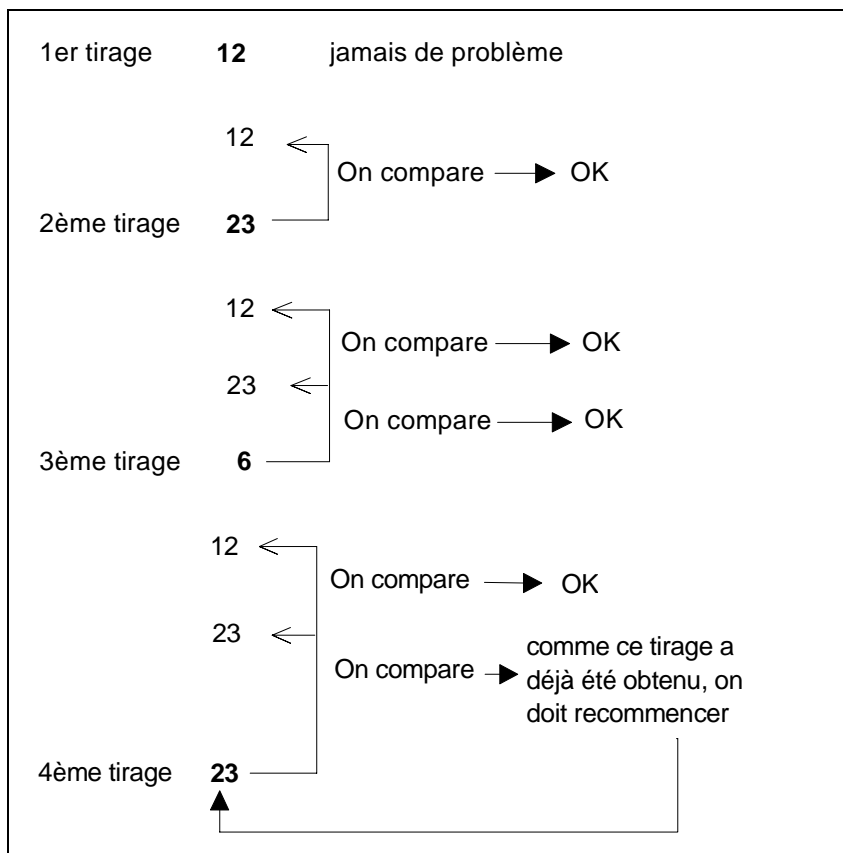 1er tirage 12 jamais de problème
12
On compare OK
2ème tirage 23
12
On compare OK
23
On compare OK
3ème tirage 6
12
On compare OK
23
On compare comme ce tirage a
déjà été obtenu, on
doit recommencer
4ème tirage 23